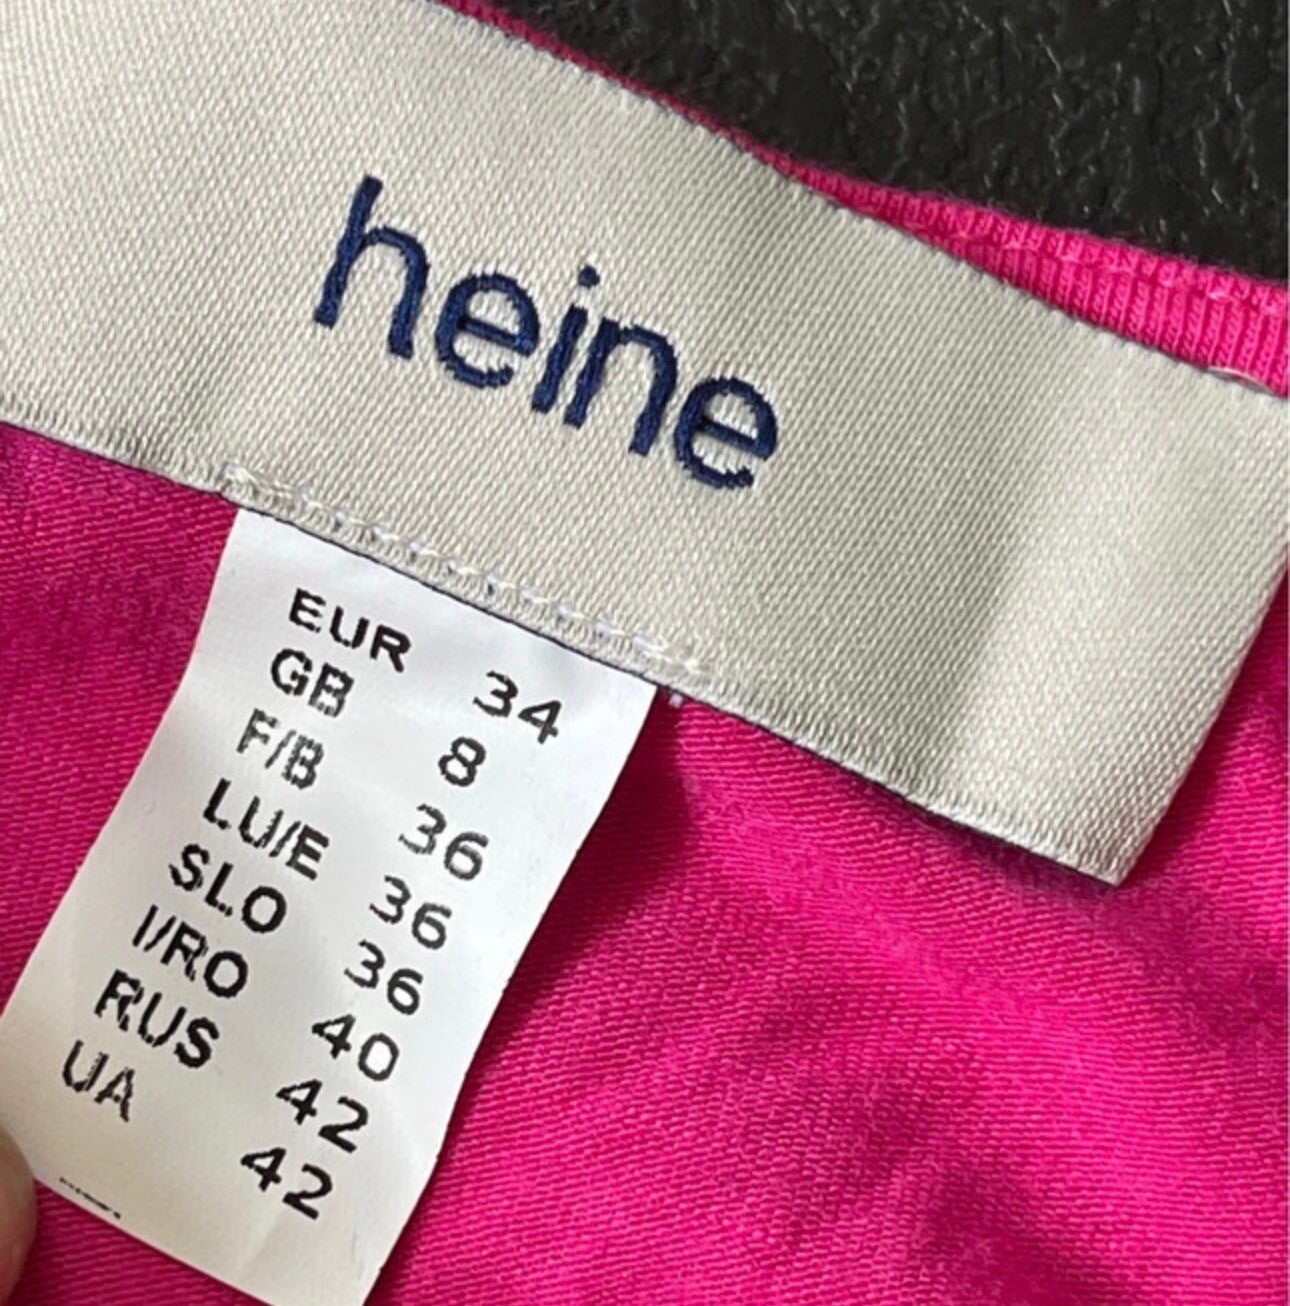 heine
EUR 34
GB 8
F/B 36
LU/E 36
SLO 36
I/RO 40
RUS 42
UA 42